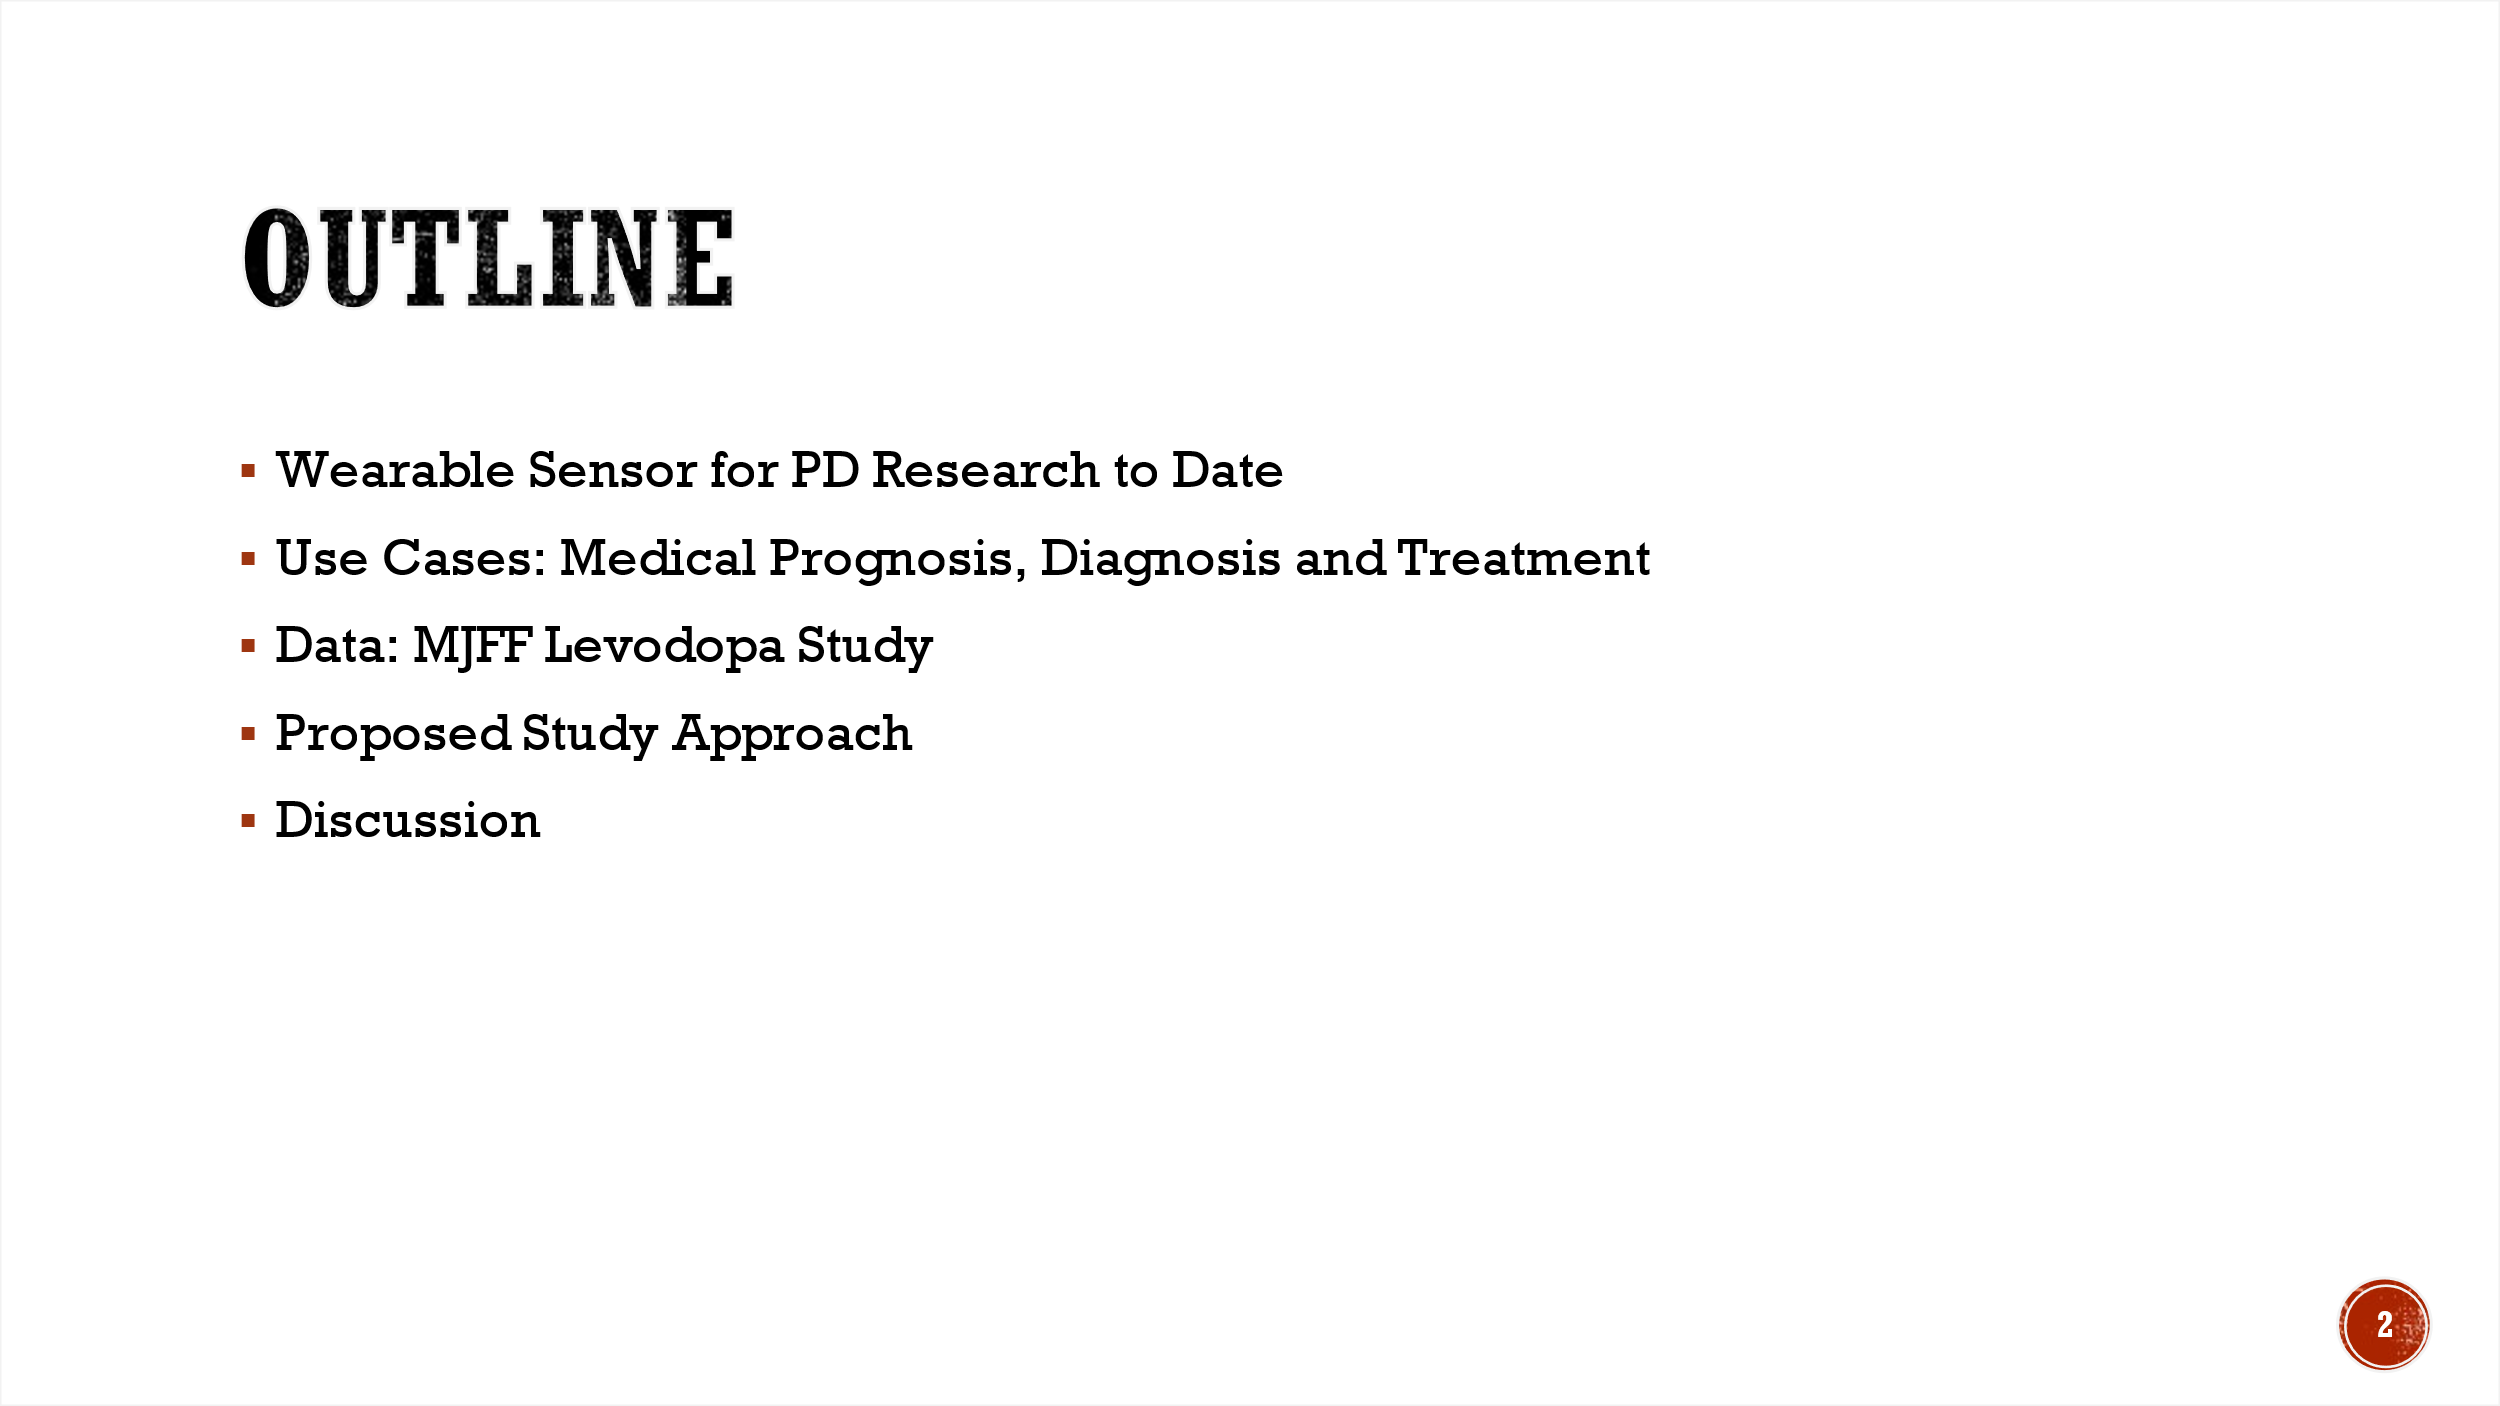 OUTLINE
▪ Wearable Sensor for PD Research to Date
▪ Use Cases: Medical Prognosis, Diagnosis and Treatment
▪ Data: MJFF Levodopa Study
▪ Proposed Study Approach
▪ Discussion
2